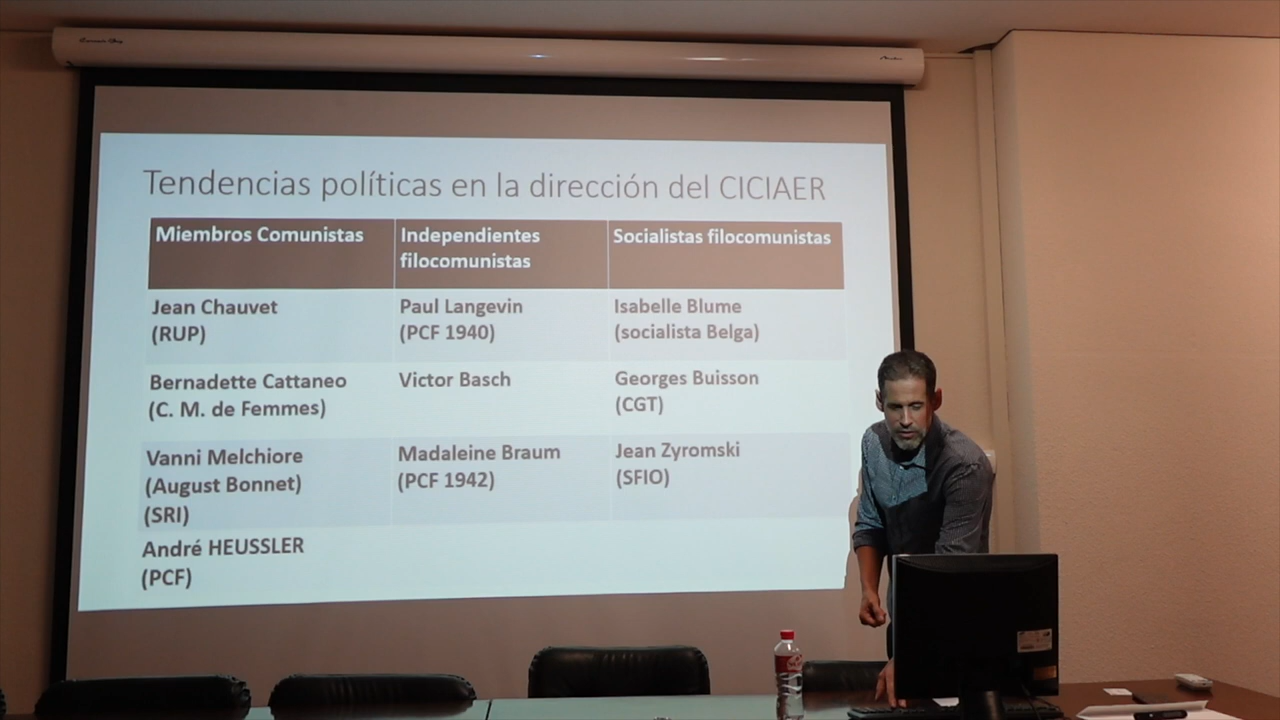 Tendencias políticas en la dirección del CICIAER
Miembros Comunistas
Independientes
filocomunistas
Socialistas filocomunistas
Jean Chauvet
(RUP)
Paul Langevin
(PCF 1940)
Isabelle Blume
(socialista Belga)
Bernadette Cattaneo
(C. M. de Femmes)
Victor Basch
Georges Buisson
(CGT)
Vanni Melchiore
(August Bonnet)
(SRI)
Madaleine Braum
(PCF 1942)
Jean Zyromski
(SFIO)
André HEUSSLER
(PCF)